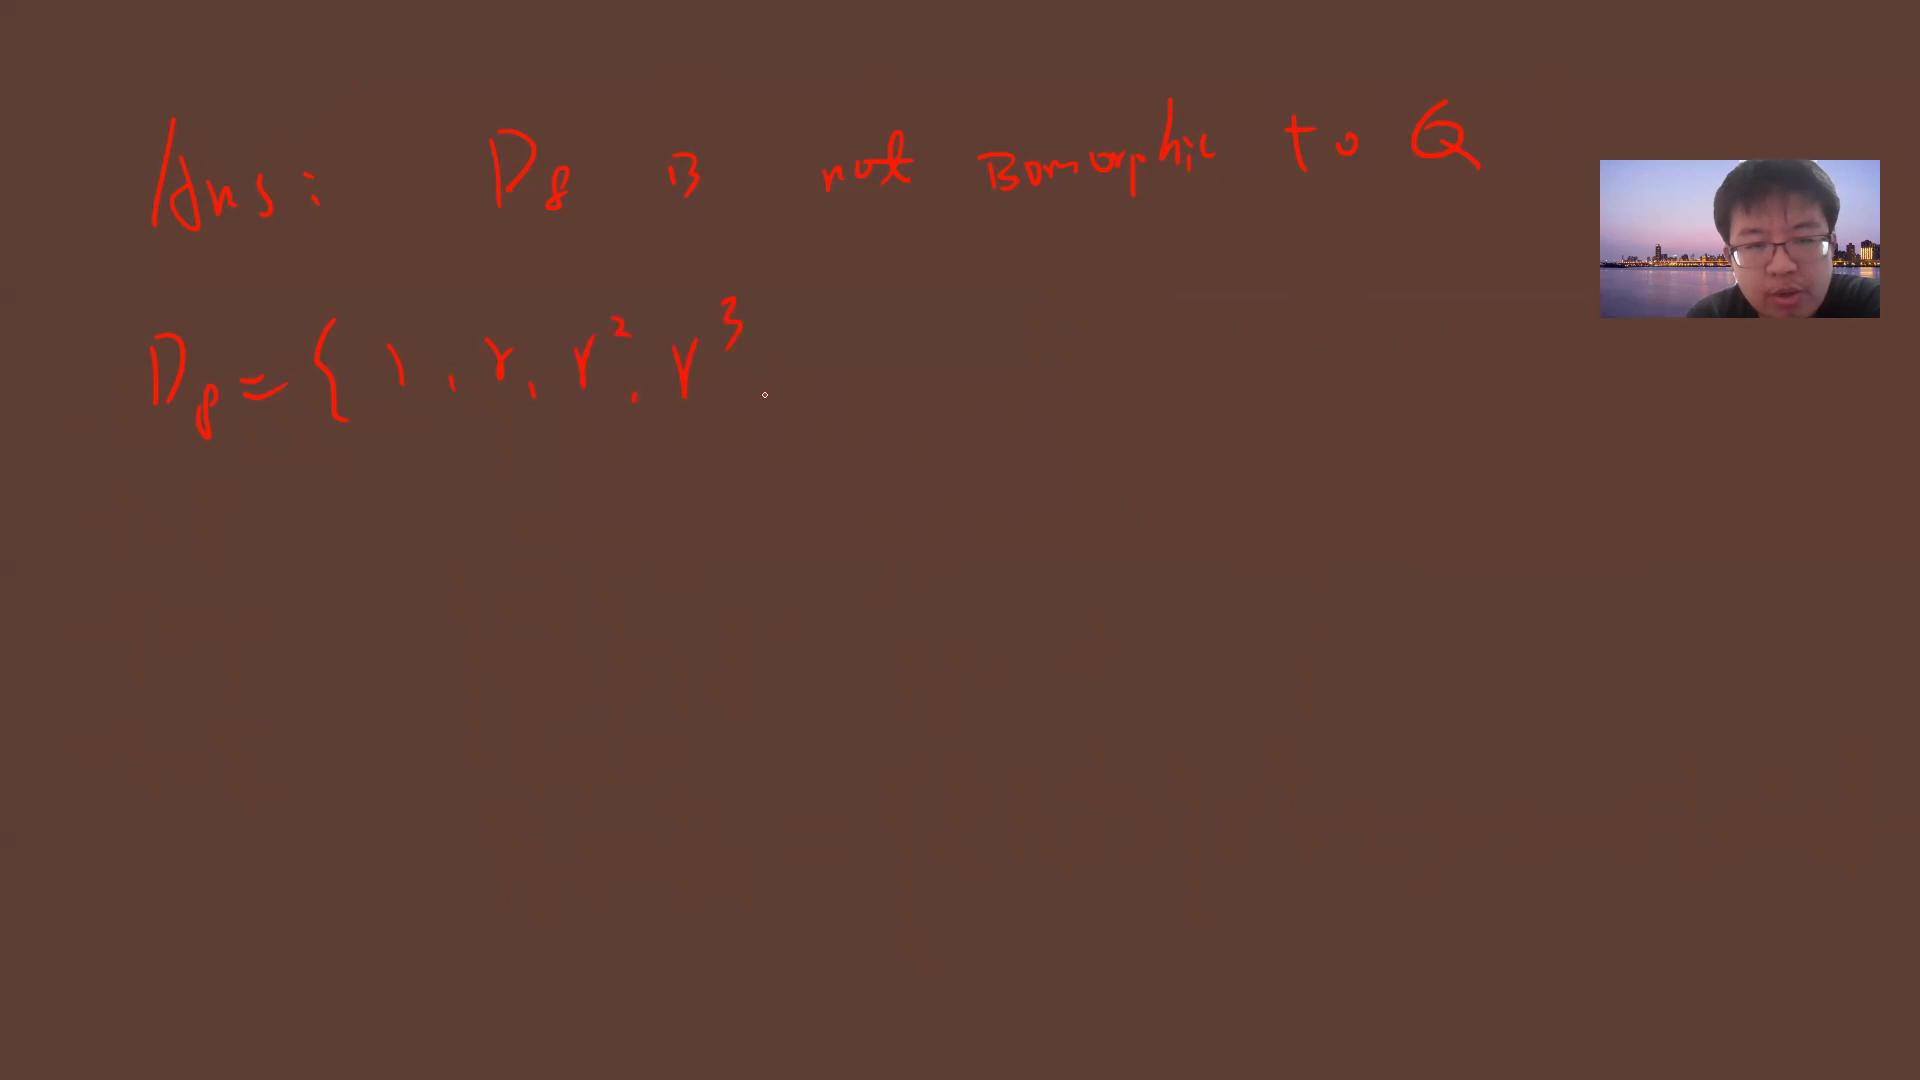 Ans: D₈ is not isomorphic to Q
D₈ = { 1, r, r², r³,